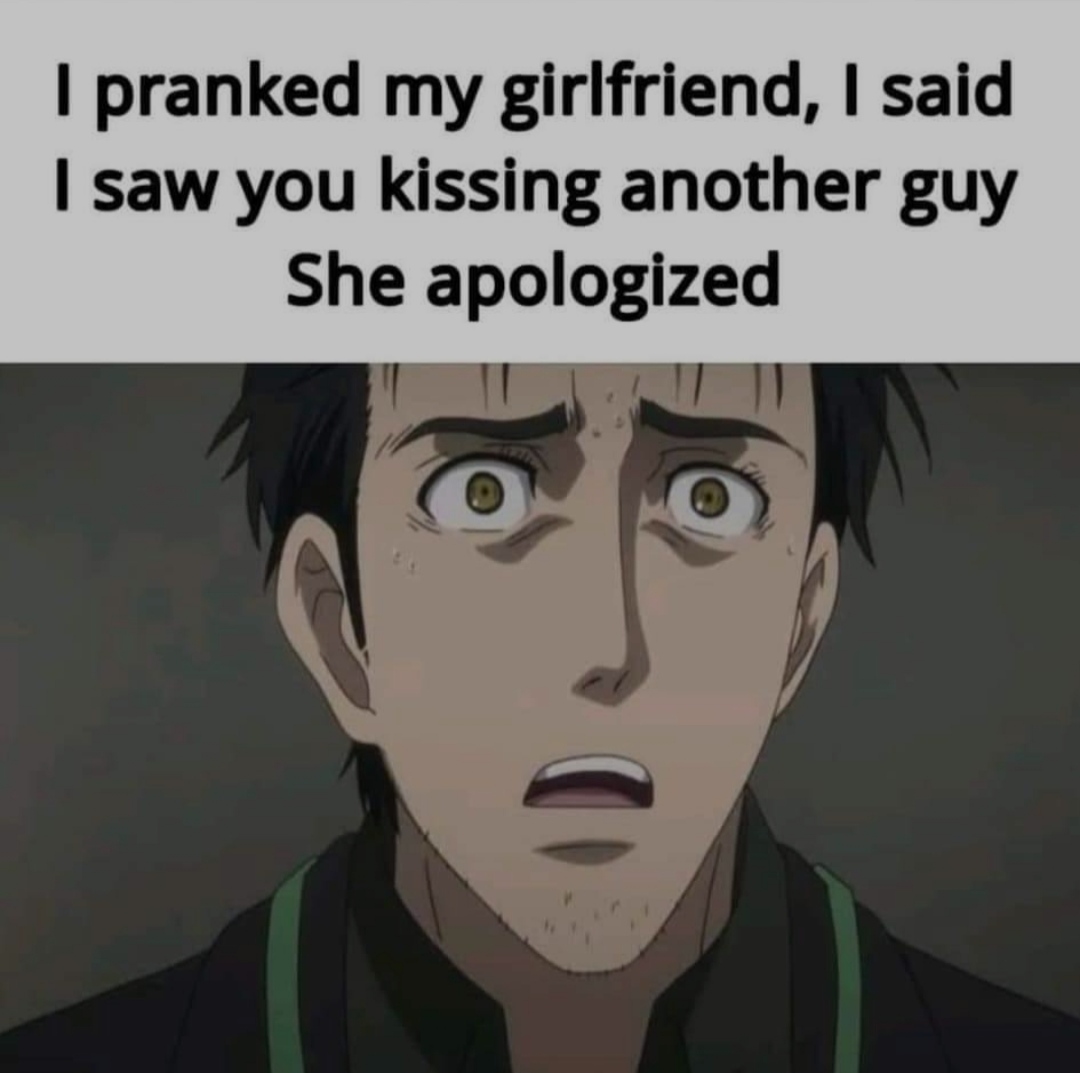 I pranked my girlfriend, I said
I saw you kissing another guy
She apologized